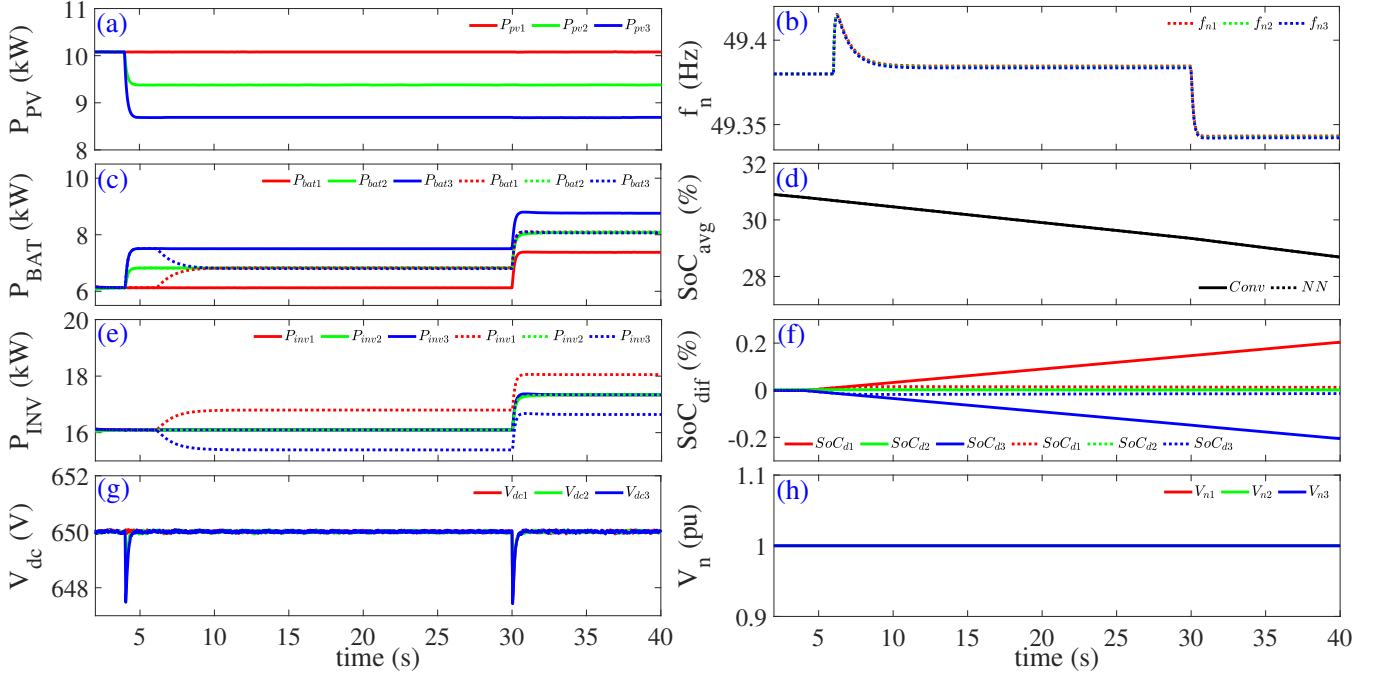 (a)
P_pv1 P_pv2 P_pv3
P_PV (kW)
11
10
9
8
(b)
f_n1 f_n2 f_n3
f_n (Hz)
49.4
49.35
(c)
P_bat1 P_bat2 P_bat3 P_bat1 P_bat2 P_bat3
P_BAT (kW)
10
8
6
(d)
SoC_avg (%)
32
30
28
Conv NN
(e)
P_inv1 P_inv2 P_inv3 P_inv1 P_inv2 P_inv3
P_INV (kW)
20
18
16
(f)
SoC_dif (%)
0.2
0
-0.2
SoC_d1 SoC_d2 SoC_d3 SoC_d1 SoC_d2 SoC_d3
(g)
V_dc1 V_dc2 V_dc3
V_dc (V)
652
650
648
5 10 15 20 25 30 35 40
time (s)
(h)
V_n1 V_n2 V_n3
V_n (pu)
1.1
1
0.9
5 10 15 20 25 30 35 40
time (s)